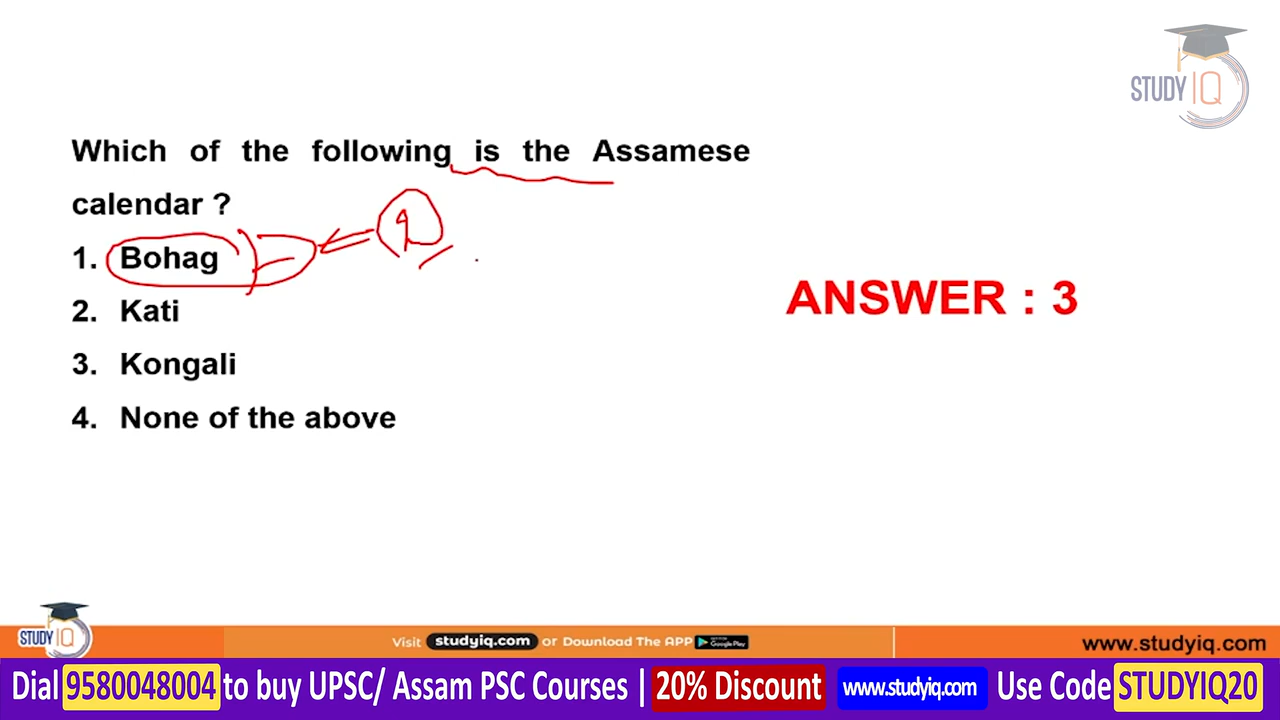 STUDY IQ
Which of the following is the Assamese
calendar ?
1. Bohag
2. Kati
3. Kongali
4. None of the above
ANSWER : 3
STUDY IQ
Visit studyiq.com or Download The APP Google Play
www.studyiq.com
Dial 9580048004 to buy UPSC/ Assam PSC Courses | 20% Discount www.studyiq.com Use Code STUDYIQ20